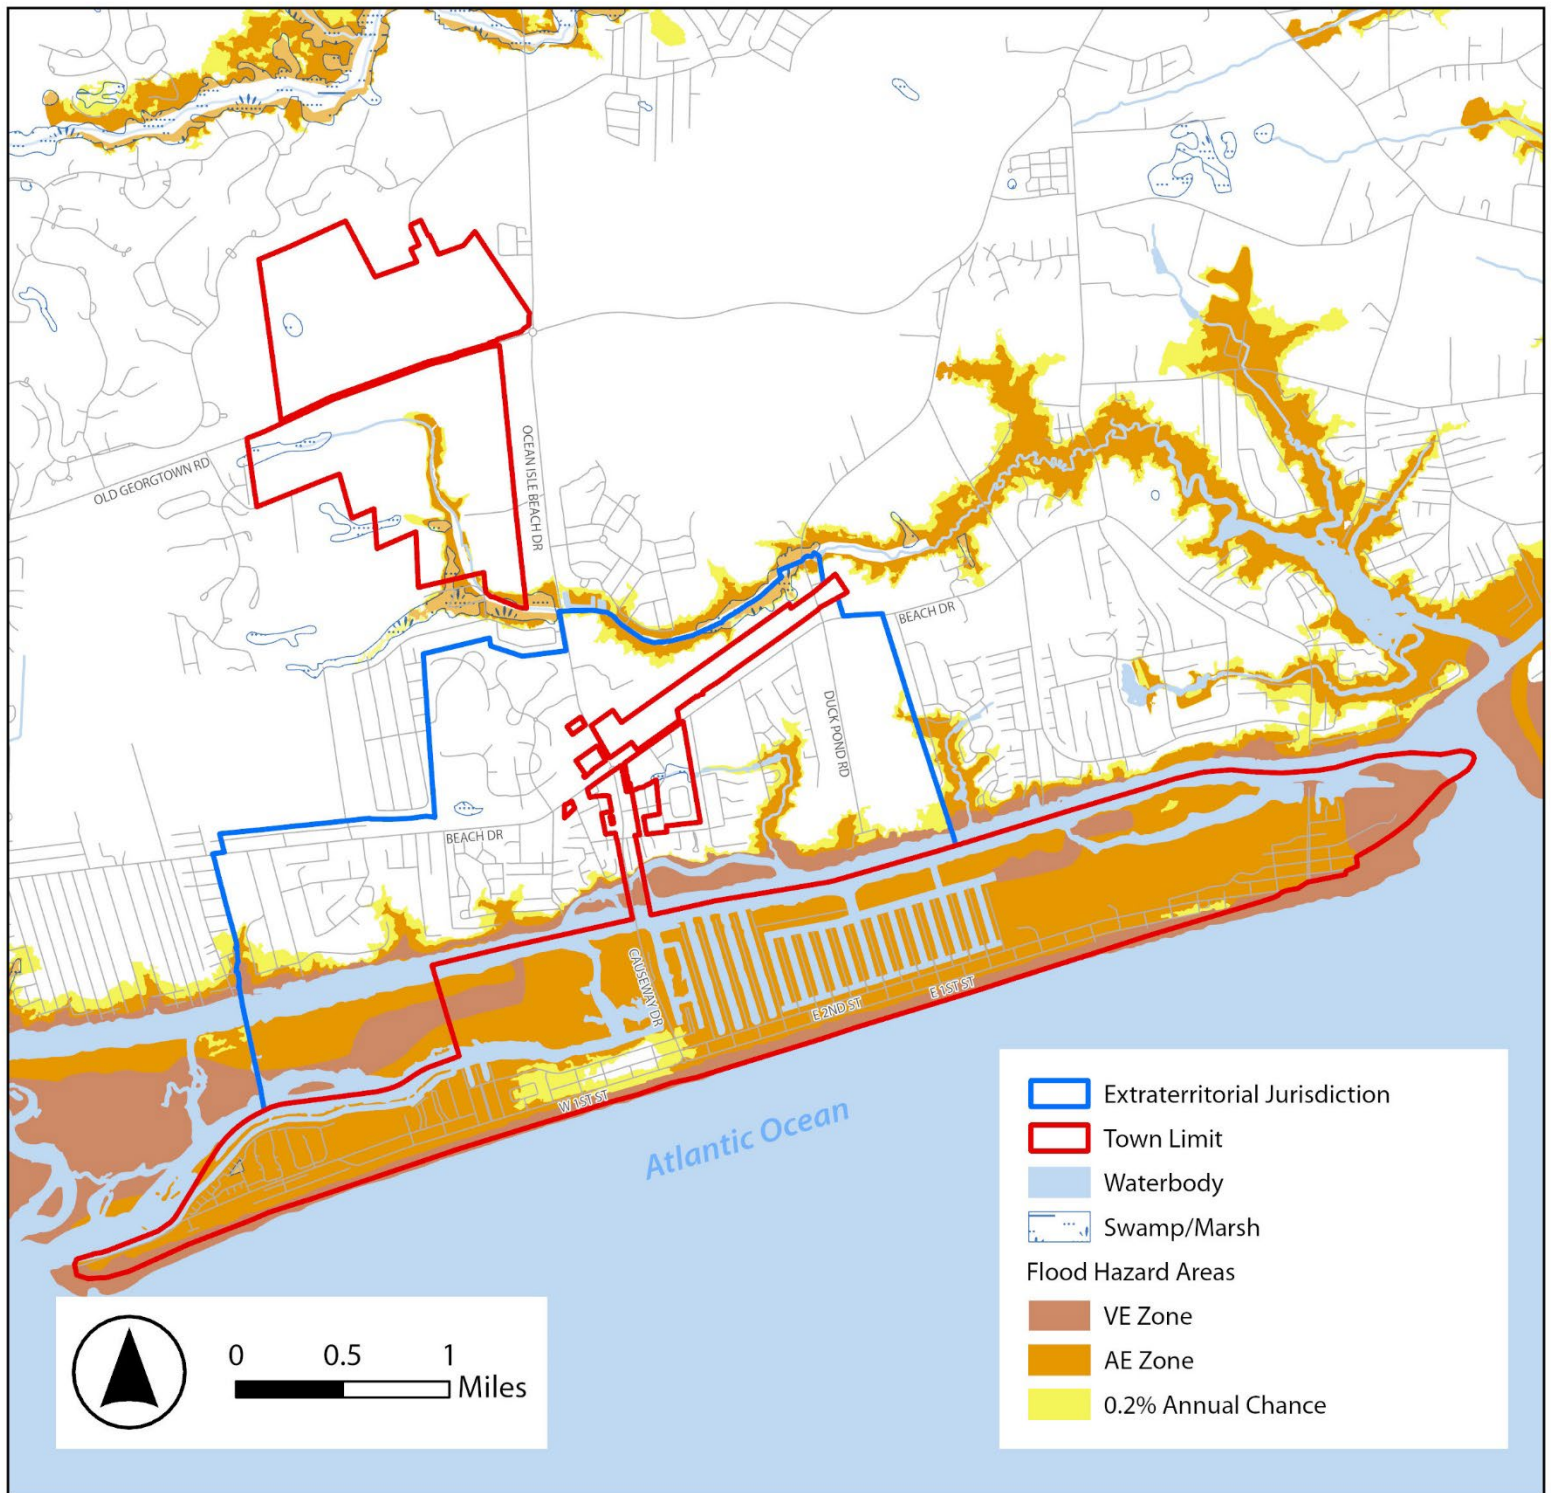 OLD GEORGTOWN RD
OCEAN ISLE BEACH DR
BEACH DR
DUCK POND RD
BEACH DR
CAUSEWAY DR
E 2ND ST
E 1ST ST
W 1ST ST
Atlantic Ocean
Extraterritorial Jurisdiction
Town Limit
Waterbody
Swamp/Marsh
Flood Hazard Areas
VE Zone
AE Zone
0.2% Annual Chance
0 0.5 1
Miles